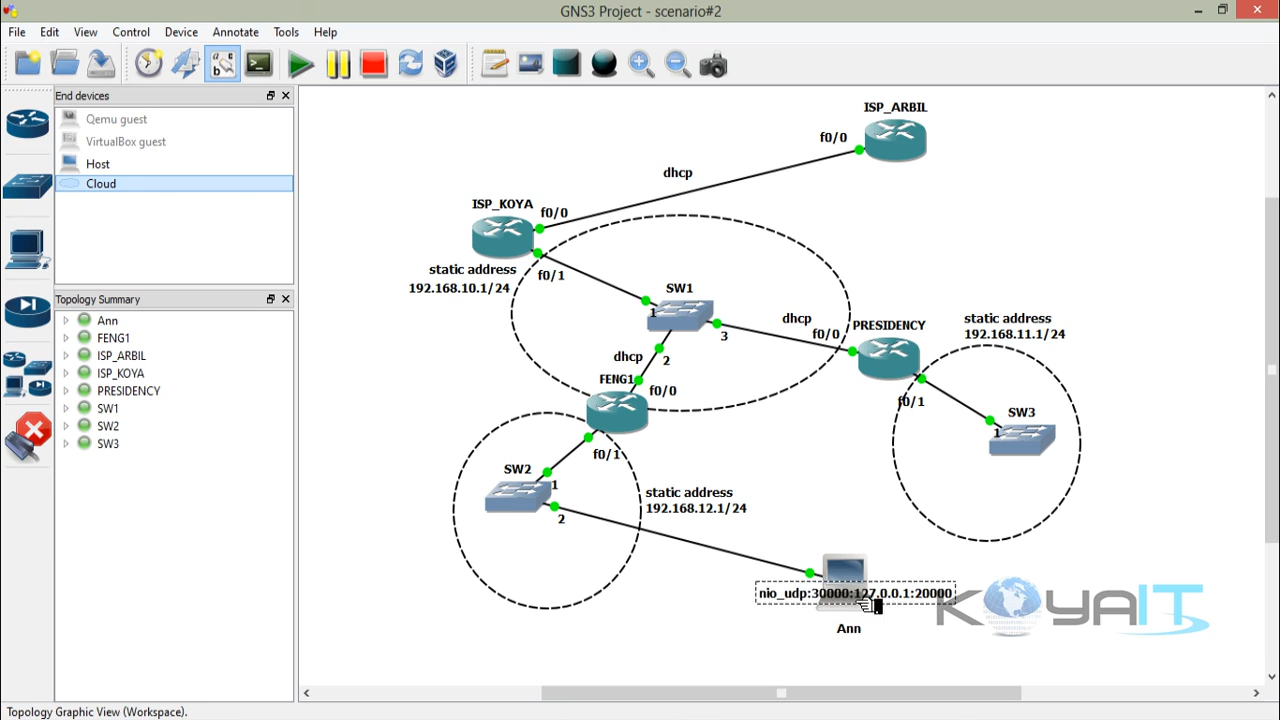 GNS3 Project - scenario#2
File Edit View Control Device Annotate Tools Help
End devices
Qemu guest
VirtualBox guest
Host
Cloud
Topology Summary
Ann
FENG1
ISP_ARBIL
ISP_KOYA
PRESIDENCY
SW1
SW2
SW3
ISP_ARBIL
f0/0
dhcp
ISP_KOYA
f0/0
f0/1
static address
192.168.10.1/24
SW1
1
2
3
dhcp
f0/0
PRESIDENCY
static address
192.168.11.1/24
dhcp
FENG1
f0/0
f0/1
SW3
1
f0/1
SW2
1
2
static address
192.168.12.1/24
nio_udp:30000:127.0.0.1:20000
Ann
KOYAIT
Topology Graphic View (Workspace).